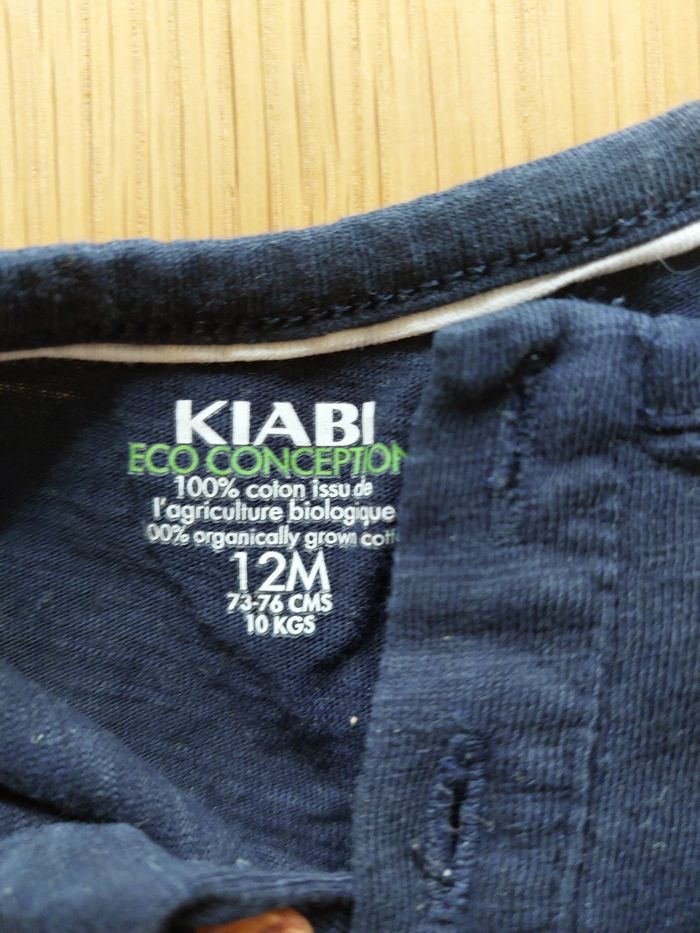 KIABI
ECO CONCEPTION
100% coton issu de
l'agriculture biologique
00% organically grown cott
12M
73-76 CMS
10 KGS